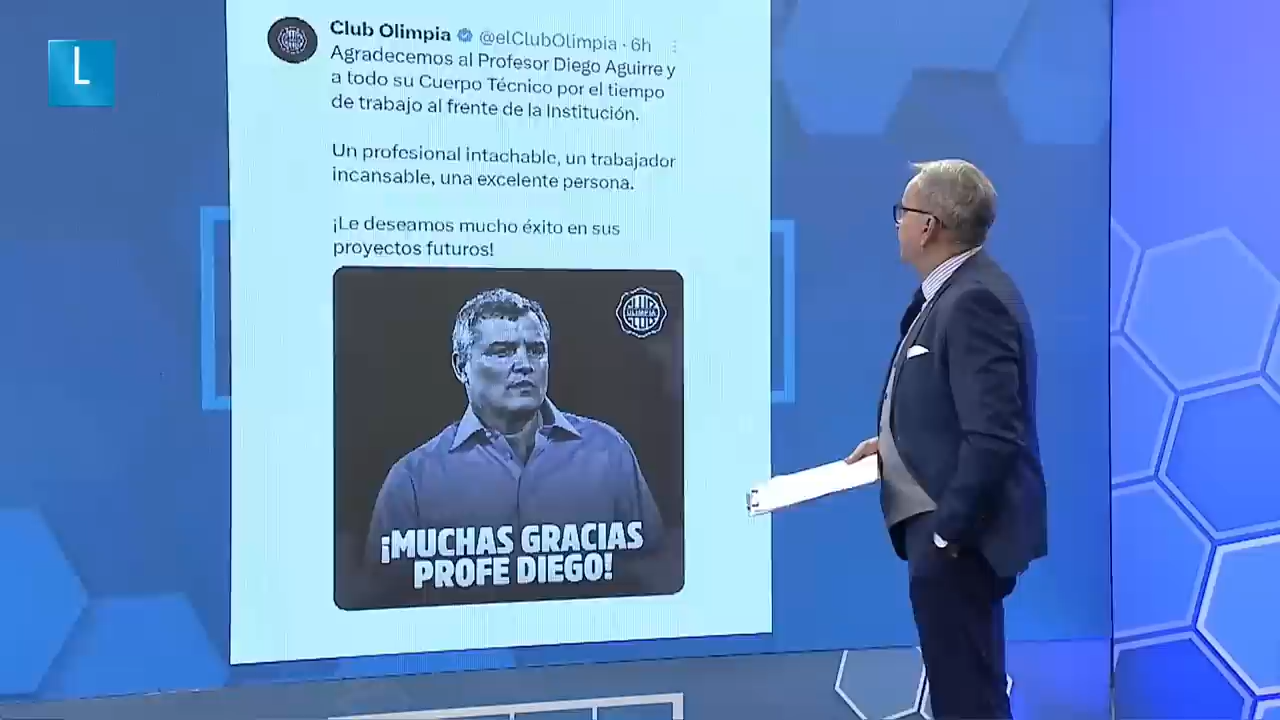 L
Club Olimpia @elClubOlimpia · 6h
Agradecemos al Profesor Diego Aguirre y
a todo su Cuerpo Técnico por el tiempo
de trabajo al frente de la Institución.
Un profesional intachable, un trabajador
incansable, una excelente persona.
¡Le deseamos mucho éxito en sus
proyectos futuros!
OLIMPIA
¡MUCHAS GRACIAS
PROFE DIEGO!